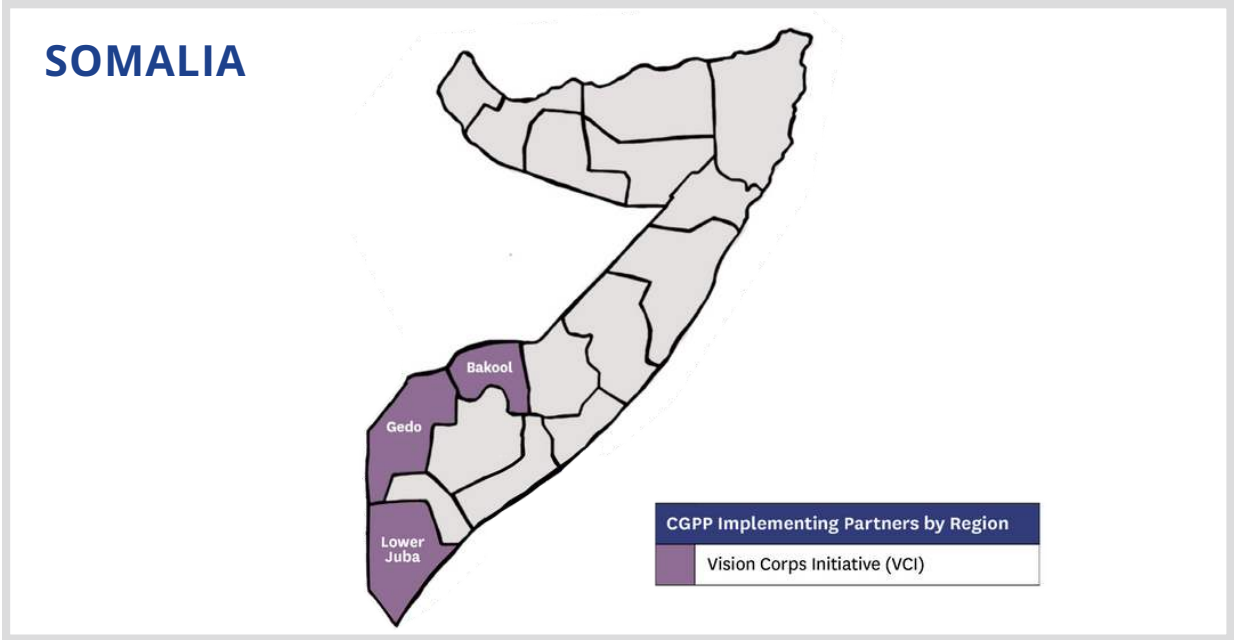 SOMALIA
Bakool
Gedo
Lower
Juba
CGPP Implementing Partners by Region
Vision Corps Initiative (VCI)